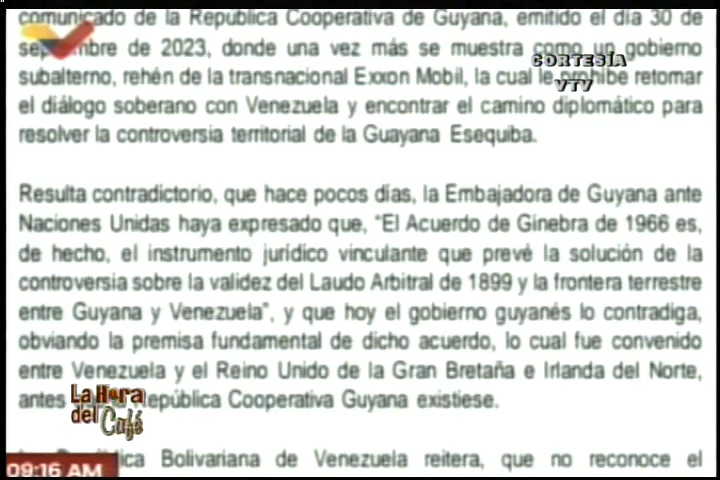 comunicado de la República Cooperativa de Guyana, emitido el día 30 de
de 2023, donde una vez más se muestra como un gobierno
subalterno, rehén de la transnacional Exxon Mobil, la cual le prohíbe retomar
el diálogo soberano con Venezuela y encontrar el camino diplomático para
resolver la controversia territorial de la Guayana Esequiba.
CORTESÍA
VTV
Resulta contradictorio, que hace pocos días, la Embajadora de Guyana ante
Naciones Unidas haya expresado que, "El Acuerdo de Ginebra de 1966 es,
de hecho, el instrumento jurídico vinculante que prevé la solución de la
controversia sobre la validez del Laudo Arbitral de 1899 y la frontera terrestre
entre Guyana y Venezuela", y que hoy el gobierno guyanés lo contradiga,
obviando la premisa fundamental de dicho acuerdo, lo cual fue convenido
entre Venezuela y el Reino Unido de la Gran Bretaña e Irlanda del Norte,
antes República Cooperativa Guyana existiese.
La Hora
del Café
Bolivariana de Venezuela reitera, que no reconoce el
09:16 AM